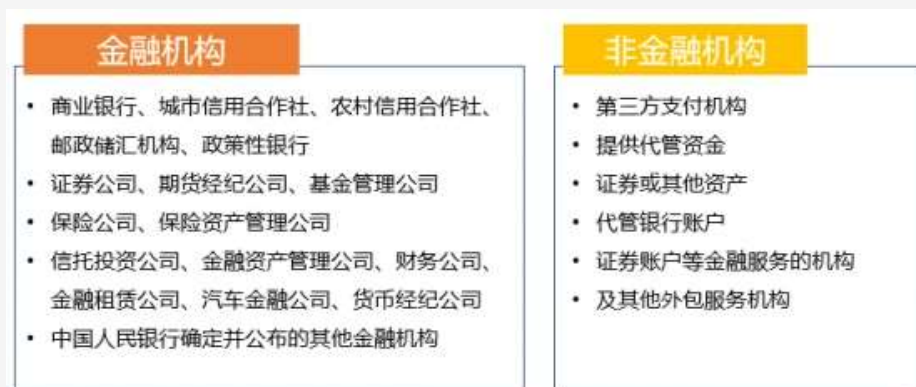 金融机构
• 商业银行、城市信用合作社、农村信用合作社、
邮政储汇机构、政策性银行
• 证券公司、期货经纪公司、基金管理公司
• 保险公司、保险资产管理公司
• 信托投资公司、金融资产管理公司、财务公司、
金融租赁公司、汽车金融公司、货币经纪公司
• 中国人民银行确定并公布的其他金融机构
非金融机构
• 第三方支付机构
• 提供代管资金
• 证券或其他资产
• 代管银行账户
• 证券账户等金融服务的机构
• 及其他外包服务机构